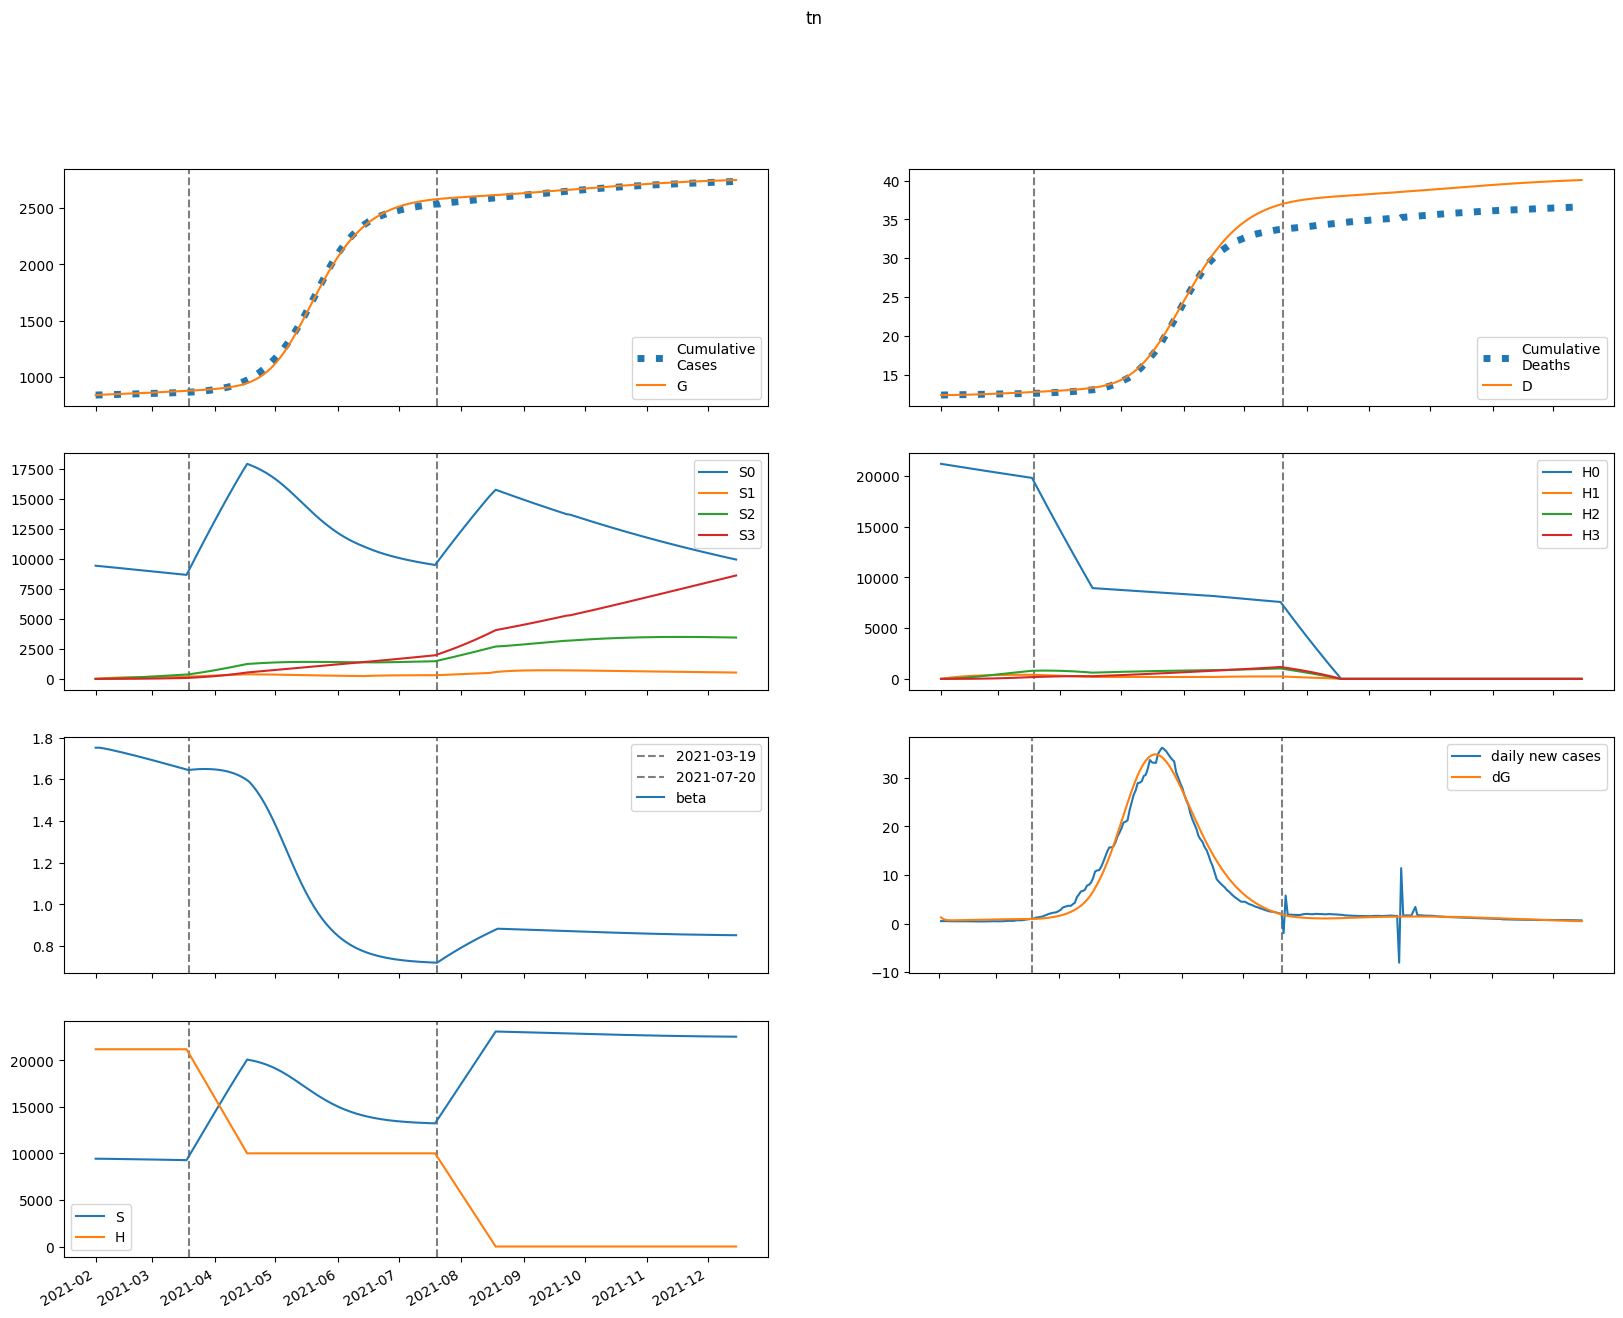 tn
2500
2000
1500
1000
Cumulative
Cases
G
40
35
30
25
20
15
Cumulative
Deaths
D
17500
15000
12500
10000
7500
5000
2500
0
S0
S1
S2
S3
20000
15000
10000
5000
0
H0
H1
H2
H3
1.8
1.6
1.4
1.2
1.0
0.8
2021-03-19
2021-07-20
beta
30
20
10
0
−10
daily new cases
dG
20000
15000
10000
5000
0
S
H
2021-02
2021-03
2021-04
2021-05
2021-06
2021-07
2021-08
2021-09
2021-10
2021-11
2021-12